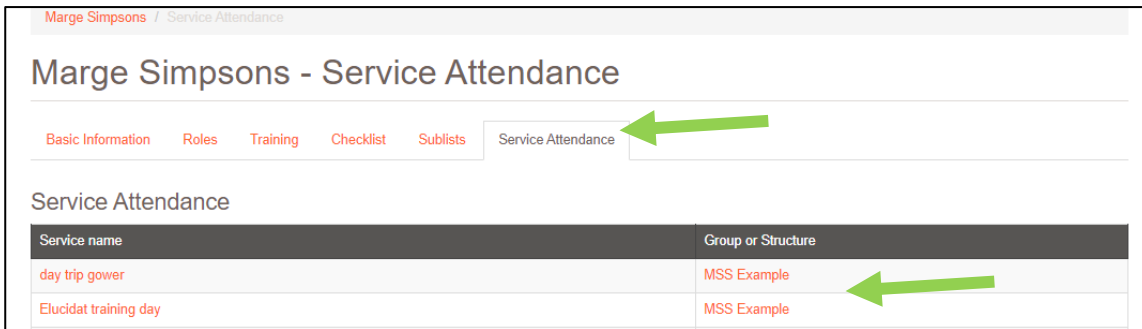 Marge Simpsons / Service Attendance
Marge Simpsons - Service Attendance
Basic Information Roles Training Checklist Sublists Service Attendance
Service Attendance
Service name Group or Structure
day trip gower MSS Example
Elucidat training day MSS Example